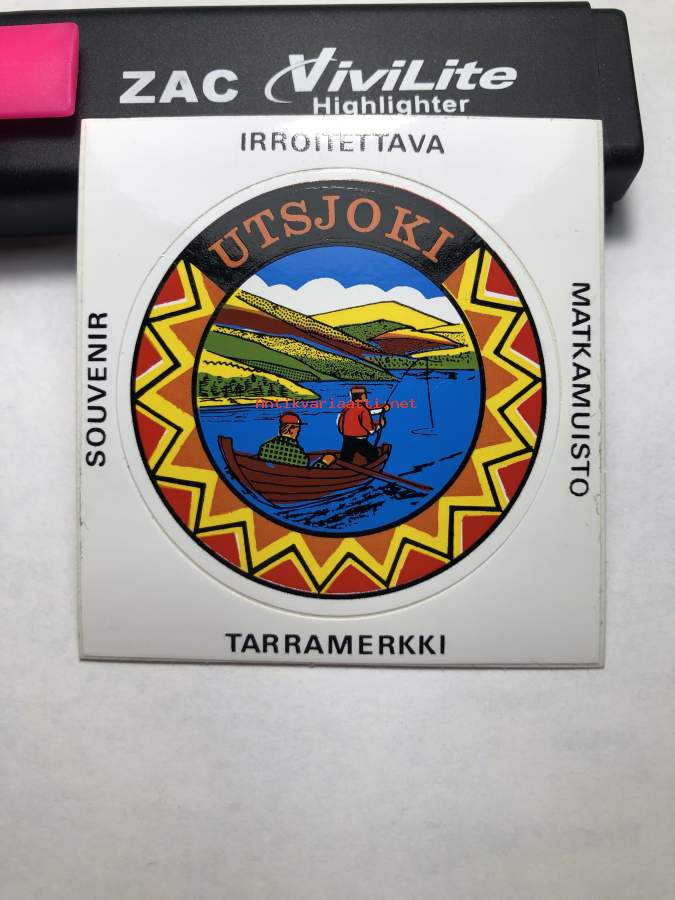 ZAC ViviLite
Highlighter
IRROITETTAVA
UTSJOKI
SOUVENIR
MATKAMUISTO
Antikvariaatti.net
TARRAMERKKI